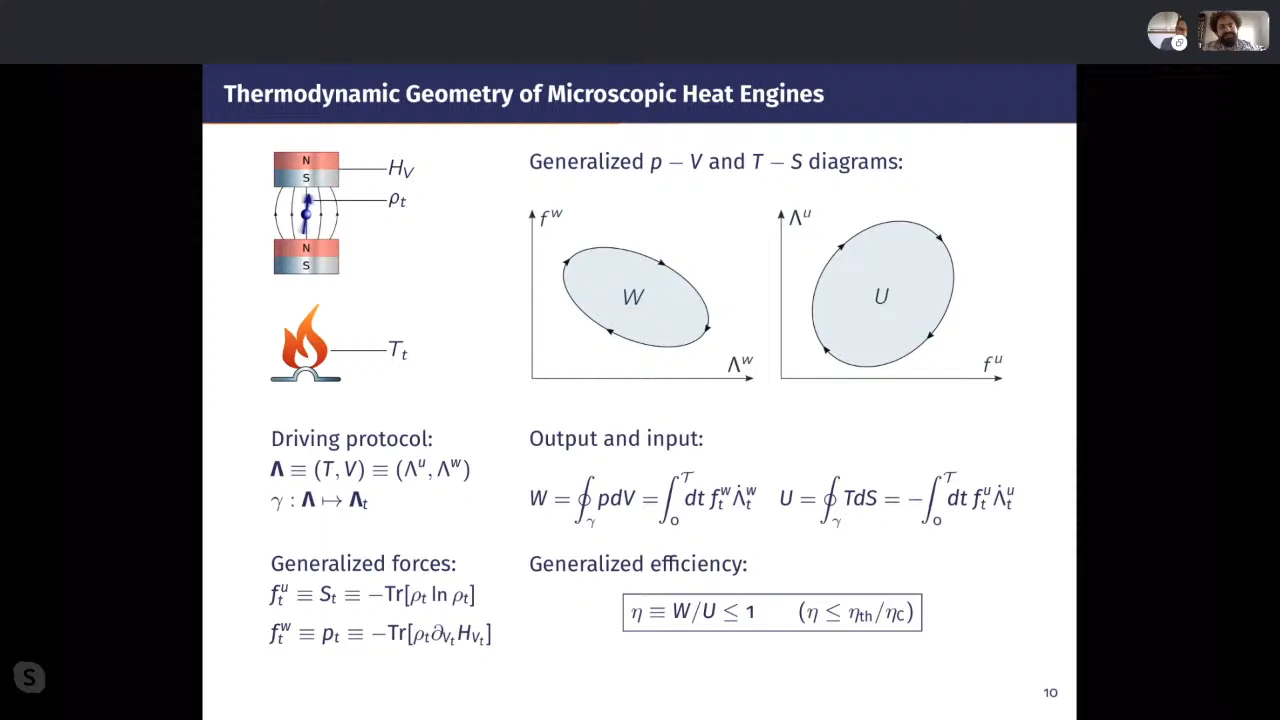 Thermodynamic Geometry of Microscopic Heat Engines
N
S
H_V
ρ_t
N
S
T_t
Generalized p − V and T − S diagrams:
f^w
W
Λ^w
Λ^u
U
f^u
Driving protocol:
Λ ≡ (T, V) ≡ (Λ^u, Λ^w)
γ : Λ ↦ Λ_t
Output and input:
W = ∮_γ pdV = ∫_0^𝒯 dt f_t^w Λ̇_t^w    U = ∮_γ TdS = −∫_0^𝒯 dt f_t^u Λ̇_t^u
Generalized forces:
f_t^u ≡ S_t ≡ −Tr[ρ_t ln ρ_t]
f_t^w ≡ p_t ≡ −Tr[ρ_t ∂_{V_t} H_{V_t}]
Generalized efficiency:
η ≡ W/U ≤ 1    (η ≤ η_th/η_C)
10
S